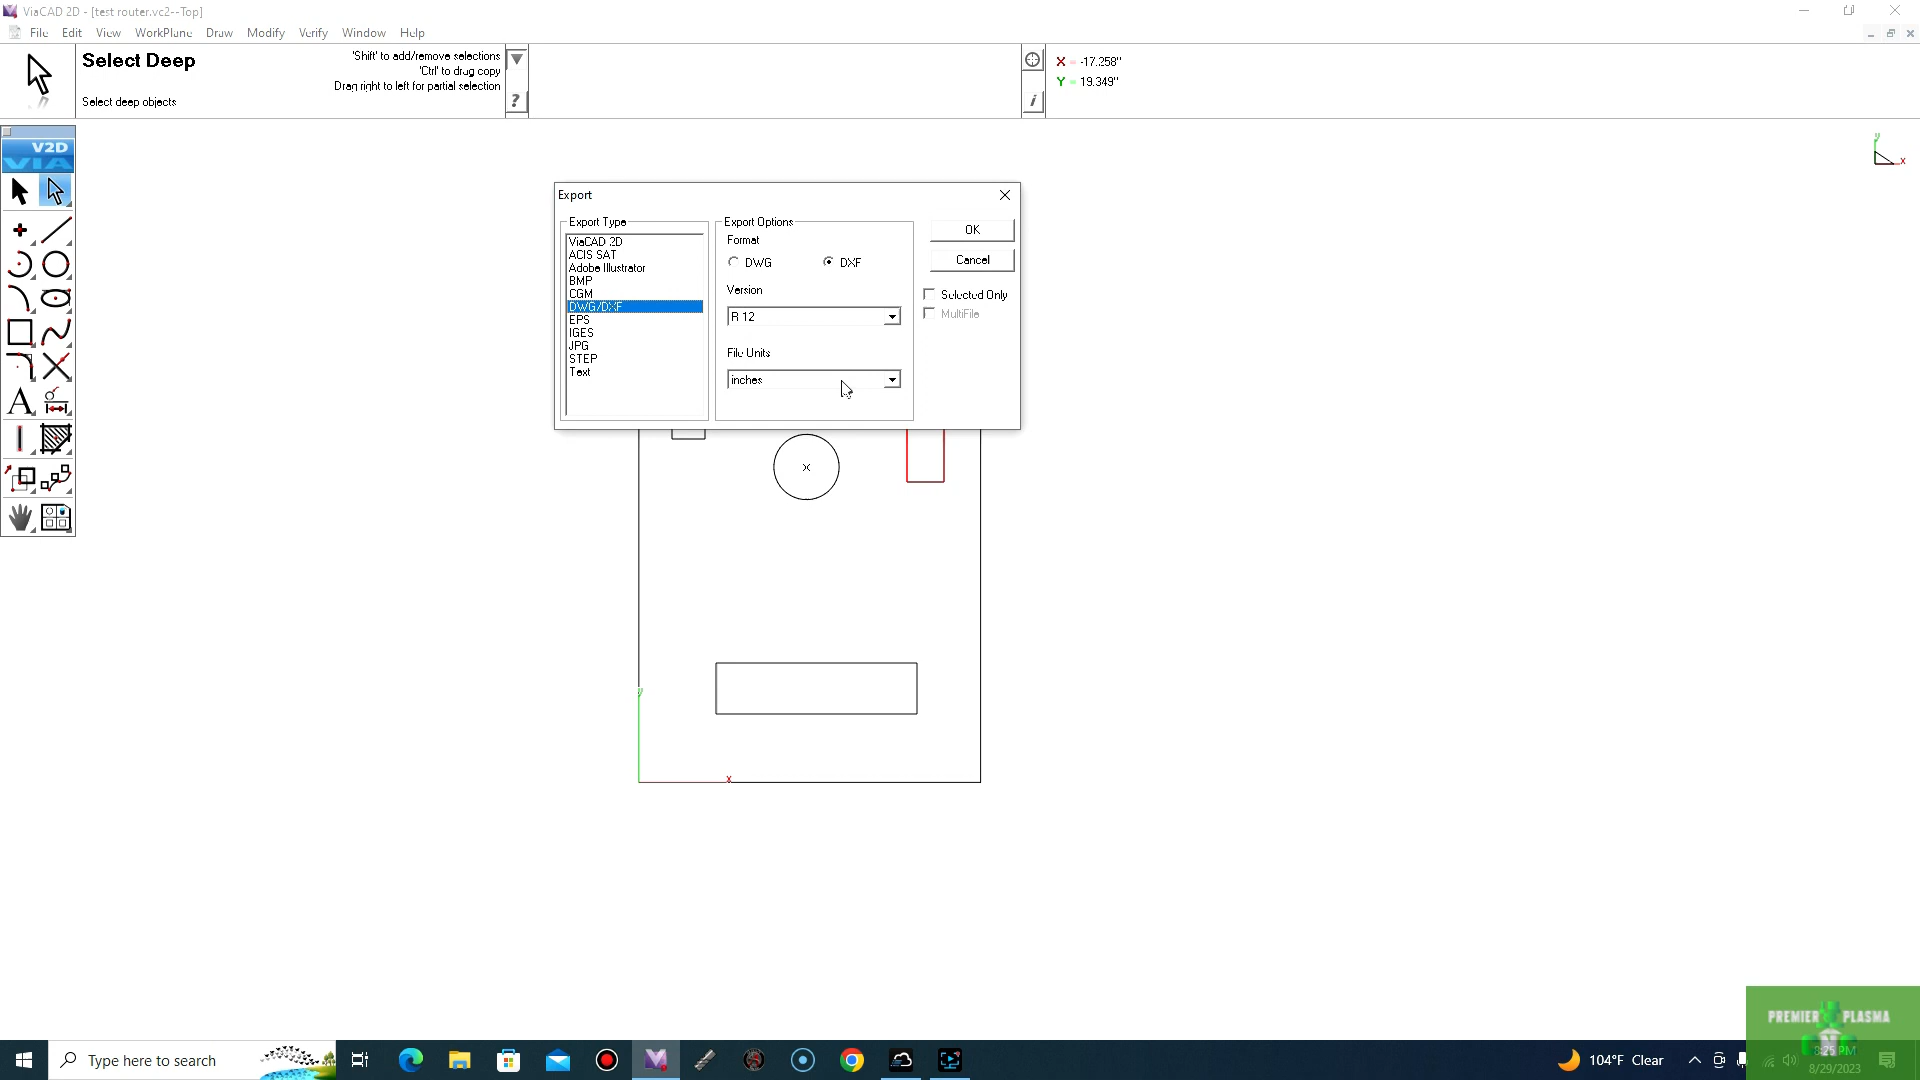 ViaCAD 2D - [test router.vc2--Top]
File Edit View WorkPlane Draw Modify Verify Window Help
Select Deep
'Shift' to add/remove selections
'Ctrl' to drag copy
Drag right to left for partial selection
Select deep objects
?
i
X = -17.258"
Y = 19.349"
V2D
VIA
A
y
x
Export
Export Type
ViaCAD 2D
ACIS SAT
Adobe Illustrator
BMP
CGM
DWG/DXF
EPS
IGES
JPG
STEP
Text
Export Options
Format
DWG DXF
Version
R 12
File Units
inches
OK
Cancel
Selected Only
MultiFile
y
x
PREMIER PLASMA
Type here to search
104°F Clear
8:25 PM
8/29/2023